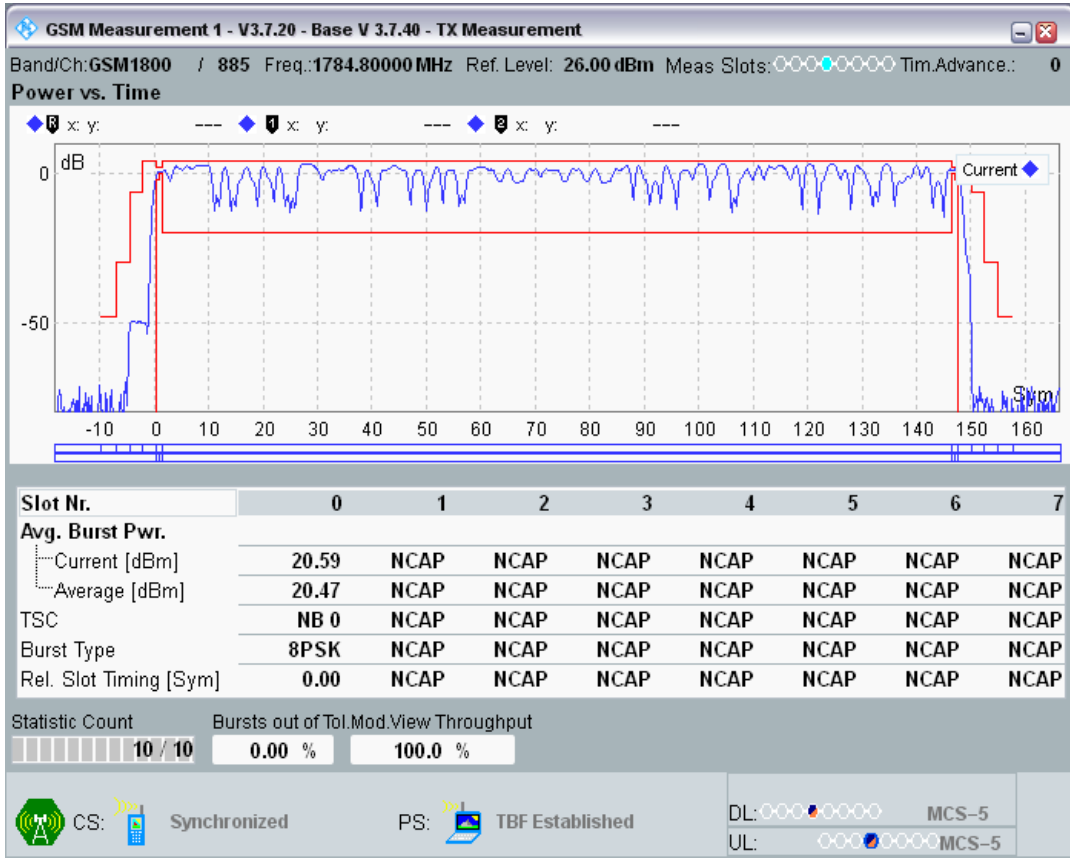 GSM Measurement 1 - V3.7.20 - Base V 3.7.40 - TX Measurement
Band/Ch:GSM1800 / 885 Freq.:1784.80000 MHz Ref. Level: 26.00 dBm Meas Slots: Tim.Advance.: 0
Power vs. Time
R x: y: --- 1 x: y: --- 2 x: y: ---
dB
Current
0
-50
Sym
-10 0 10 20 30 40 50 60 70 80 90 100 110 120 130 140 150 160
Slot Nr. 0 1 2 3 4 5 6 7
Avg. Burst Pwr.
Current [dBm] 20.59 NCAP NCAP NCAP NCAP NCAP NCAP NCAP
Average [dBm] 20.47 NCAP NCAP NCAP NCAP NCAP NCAP NCAP
TSC NB 0 NCAP NCAP NCAP NCAP NCAP NCAP NCAP
Burst Type 8PSK NCAP NCAP NCAP NCAP NCAP NCAP NCAP
Rel. Slot Timing [Sym] 0.00 NCAP NCAP NCAP NCAP NCAP NCAP NCAP
Statistic Count Bursts out of Tol. Mod.View Throughput
10 / 10 0.00 % 100.0 %
CS: Synchronized PS: TBF Established
DL: MCS-5
UL: MCS-5